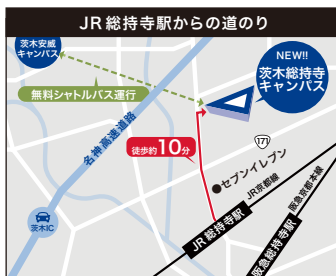 JR総持寺駅からの道のり
茨木安威
キャンパス
NEW!!
茨木総持寺
キャンパス
無料シャトルバス運行
名神高速道路
徒歩約10分
171
セブンイレブン
JR京都線
阪急京都本線
茨木IC
JR総持寺駅
阪急総持寺駅